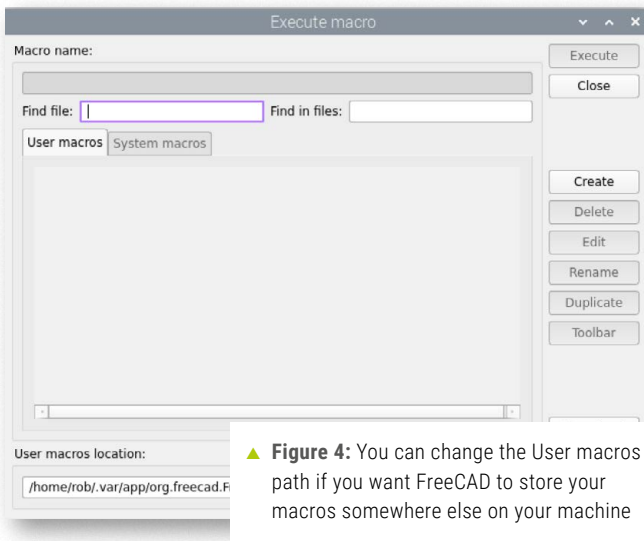 Execute macro
Macro name:
Execute
Close
Find file:
Find in files:
User macros
System macros
Create
Delete
Edit
Rename
Duplicate
Toolbar
User macros location:
/home/rob/.var/app/org.freecad.Fr
▲ Figure 4: You can change the User macros
path if you want FreeCAD to store your
macros somewhere else on your machine